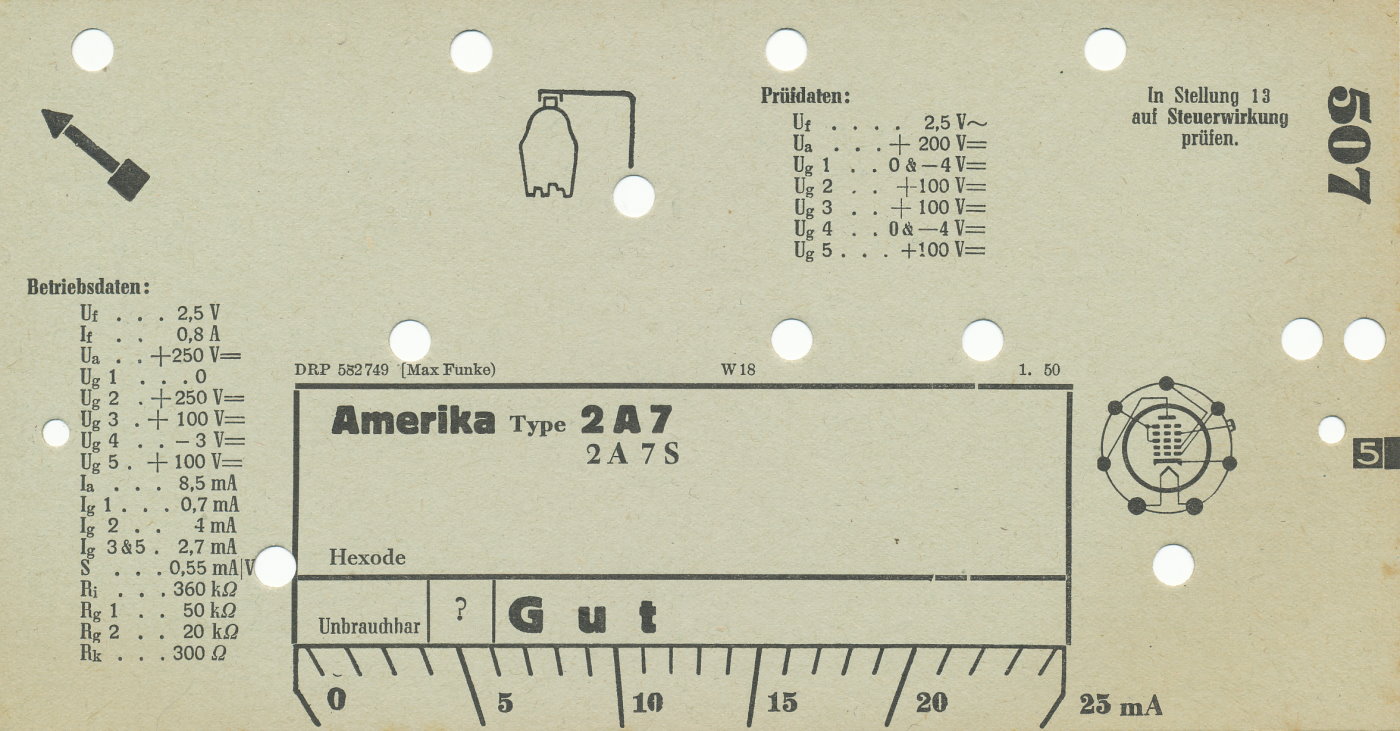 Prüfdaten:
Uf . . . . 2,5 V~
Ua . . . + 200 V=
Ug 1 . . 0 & —4 V=
Ug 2 . . +100 V=
Ug 3 . . + 100 V=
Ug 4 . . 0 & —4 V=
Ug 5 . . . +100 V=
In Stellung 13
auf Steuerwirkung
prüfen.
507
Betriebsdaten:
Uf . . . 2,5 V
If . . 0,8 A
Ua . . +250 V=
Ug 1 . . . 0
Ug 2 . +250 V=
Ug 3 . + 100 V=
Ug 4 . . – 3 V=
Ug 5 . + 100 V=
Ia . . . 8,5 mA
Ig 1 . . . 0,7 mA
Ig 2 . . 4 mA
Ig 3&5 . 2,7 mA
S . . . 0,55 mA|V
Ri . . . 360 kΩ
Rg 1 . . 50 kΩ
Rg 2 . . 20 kΩ
Rk . . . 300 Ω
DRP 582749 (Max Funke) W18 1. 50
Amerika Type 2A7
2A 7S
5
Hexode
Unbrauchbar ? Gut
0 5 10 15 20 25 mA